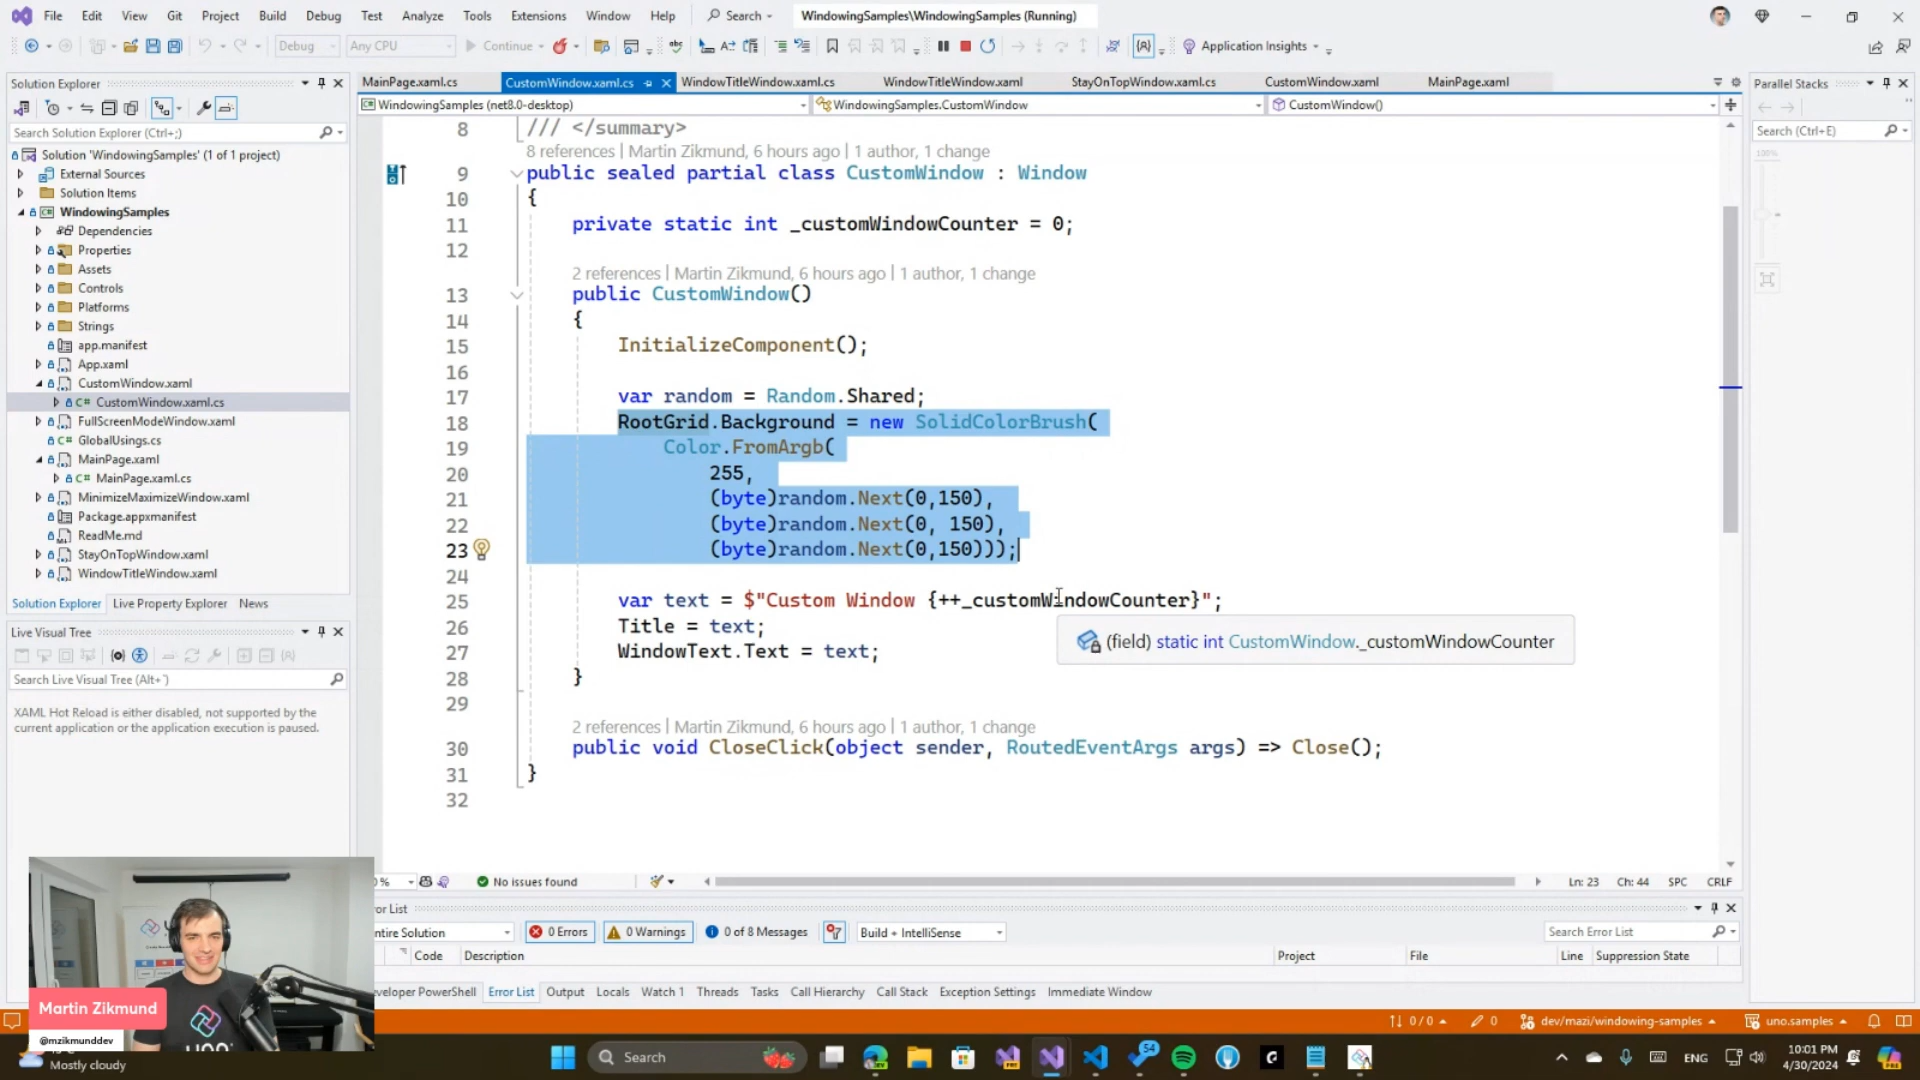 File Edit View Git Project Build Debug Test Analyze Tools Extensions Window Help Search WindowingSamples\WindowingSamples (Running)
Debug Any CPU Continue Application Insights
Solution Explorer
Search Solution Explorer (Ctrl+;)
Solution 'WindowingSamples' (1 of 1 project)
External Sources
Solution Items
WindowingSamples
Dependencies
Properties
Assets
Controls
Platforms
Strings
app.manifest
App.xaml
CustomWindow.xaml
C# CustomWindow.xaml.cs
FullScreenModeWindow.xaml
C# GlobalUsings.cs
MainPage.xaml
C# MainPage.xaml.cs
MinimizeMaximizeWindow.xaml
Package.appxmanifest
ReadMe.md
StayOnTopWindow.xaml
WindowTitleWindow.xaml
Solution Explorer Live Property Explorer News
Live Visual Tree
Search Live Visual Tree (Alt+`)
XAML Hot Reload is either disabled, not supported by the
current application or the application execution is paused.
MainPage.xaml.cs CustomWindow.xaml.cs WindowTitleWindow.xaml.cs WindowTitleWindow.xaml StayOnTopWindow.xaml.cs CustomWindow.xaml MainPage.xaml
WindowingSamples (net8.0-desktop) WindowingSamples.CustomWindow CustomWindow()
8 /// </summary>
8 references | Martin Zikmund, 6 hours ago | 1 author, 1 change
9 public sealed partial class CustomWindow : Window
10 {
11 private static int _customWindowCounter = 0;
12
2 references | Martin Zikmund, 6 hours ago | 1 author, 1 change
13 public CustomWindow()
14 {
15 InitializeComponent();
16
17 var random = Random.Shared;
18 RootGrid.Background = new SolidColorBrush(
19 Color.FromArgb(
20 255,
21 (byte)random.Next(0,150),
22 (byte)random.Next(0, 150),
23 (byte)random.Next(0,150)));
24
25 var text = $"Custom Window {++_customWindowCounter}";
26 Title = text;
27 WindowText.Text = text;
28 }
29
(field) static int CustomWindow._customWindowCounter
2 references | Martin Zikmund, 6 hours ago | 1 author, 1 change
30 public void CloseClick(object sender, RoutedEventArgs args) => Close();
31 }
32
Parallel Stacks
Search (Ctrl+E)
100%
% No issues found Ln: 23 Ch: 44 SPC CRLF
or List
ntire Solution 0 Errors 0 Warnings 0 of 8 Messages Build + IntelliSense Search Error List
Code Description Project File Line Suppression State
eveloper PowerShell Error List Output Locals Watch 1 Threads Tasks Call Hierarchy Call Stack Exception Settings Immediate Window
0 / 0 0 dev/mazi/windowing-samples uno.samples
Martin Zikmund
@mzikmunddev
Mostly cloudy
Search
54
ENG
10:01 PM
4/30/2024